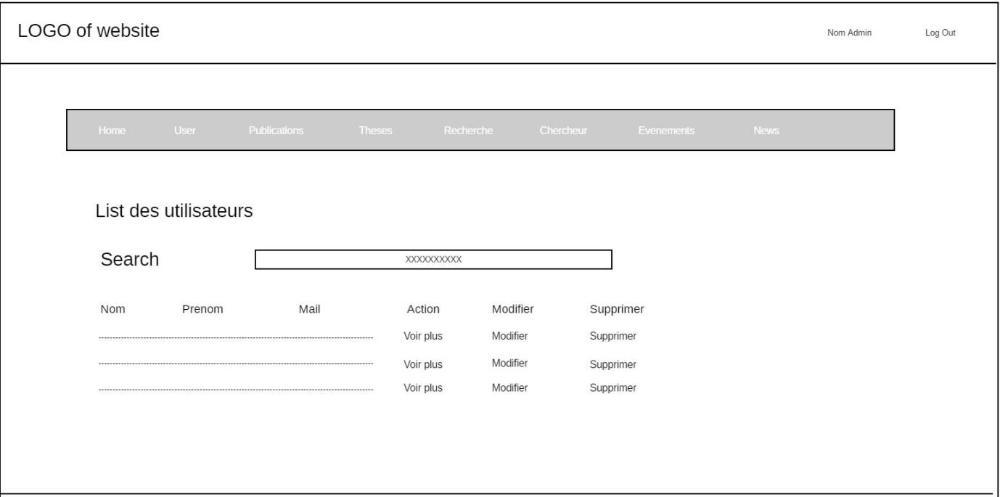 LOGO of website
Nom Admin Log Out
Home User Publications Theses Recherche Chercheur Evenements News
List des utilisateurs
Search XXXXXXXXXX
Nom Prenom Mail Action Modifier Supprimer
Voir plus Modifier Supprimer
Voir plus Modifier Supprimer
Voir plus Modifier Supprimer